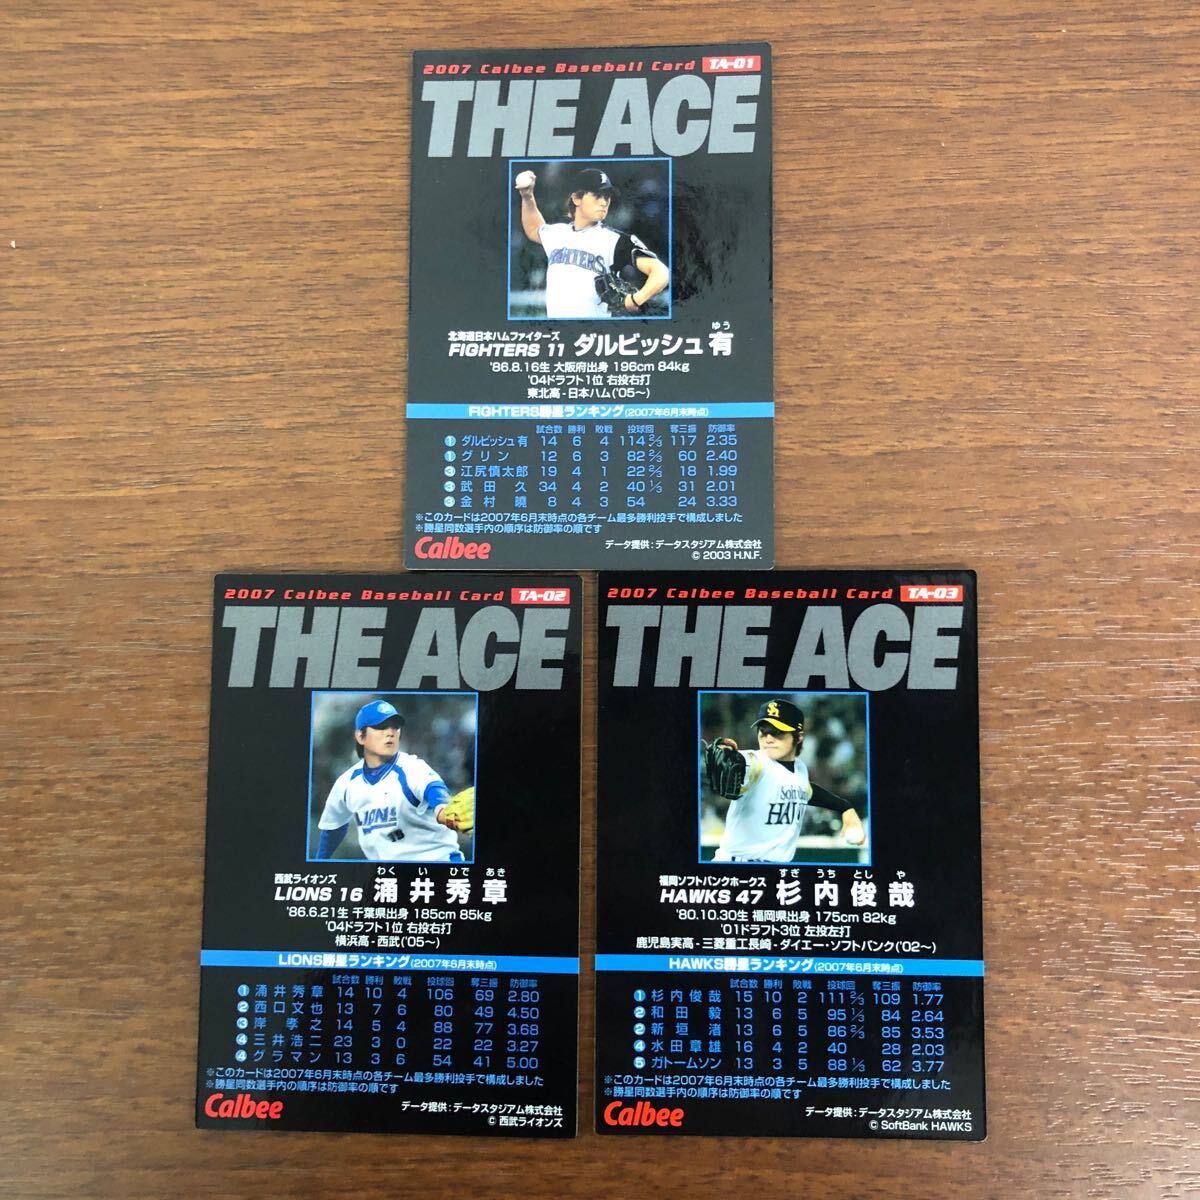 2007 Calbee Baseball Card TA-01
THE ACE
FIGHTERS
北海道日本ハムファイターズ
FIGHTERS 11 ダルビッシュ有
ゆう
'86.8.16生 大阪府出身 196cm 84kg
'04ドラフト1位 右投右打
東北高-日本ハム('05〜)
FIGHTERS勝星ランキング(2007年6月末時点)
試合数 勝利 敗戦 投球回 奪三振 防御率
① ダルビッシュ有 14 6 4 114 2/3 117 2.35
① グリン 12 6 3 82 2/3 60 2.40
③ 江尻慎太郎 19 4 1 22 2/3 18 1.99
③ 武田久 34 4 2 40 1/3 31 2.01
③ 金村曉 8 4 3 54 24 3.33
※このカードは2007年6月末時点の各チーム最多勝利投手で構成しました
※勝星同数選手内の順序は防御率の順です
Calbee
データ提供:データスタジアム株式会社
© 2003 H.N.F.
2007 Calbee Baseball Card TA-02
THE ACE
LIONS
16
西武ライオンズ
わく い ひで あき
LIONS 16 涌井秀章
'86.6.21生 千葉県出身 185cm 85kg
'04ドラフト1位 右投右打
横浜高-西武('05〜)
LIONS勝星ランキング(2007年6月末時点)
試合数 勝利 敗戦 投球回 奪三振 防御率
① 涌井秀章 14 10 4 106 69 2.80
② 西口文也 13 7 6 80 49 4.50
③ 岸孝之 14 5 4 88 77 3.68
④ 三井浩二 23 3 0 22 22 3.27
④ グラマン 13 3 6 54 41 5.00
※このカードは2007年6月末時点の各チーム最多勝利投手で構成しました
※勝星同数選手内の順序は防御率の順です
Calbee
データ提供:データスタジアム株式会社
© 西武ライオンズ
2007 Calbee Baseball Card TA-03
THE ACE
福岡ソフトバンクホークス
すぎ うち とし や
HAWKS 47 杉内俊哉
'80.10.30生 福岡県出身 175cm 82kg
'01ドラフト3位 左投左打
鹿児島実高-三菱重工長崎-ダイエー・ソフトバンク('02〜)
HAWKS勝星ランキング(2007年6月末時点)
試合数 勝利 敗戦 投球回 奪三振 防御率
① 杉内俊哉 15 10 2 111 2/3 109 1.77
② 和田毅 13 6 5 95 1/3 84 2.64
② 新垣渚 13 6 5 86 2/3 85 3.53
④ 水田章雄 16 4 2 40 28 2.03
⑤ ガトームソン 13 3 5 88 1/3 62 3.77
※このカードは2007年6月末時点の各チーム最多勝利投手で構成しました
※勝星同数選手内の順序は防御率の順です
Calbee
データ提供:データスタジアム株式会社
© SoftBank HAWKS